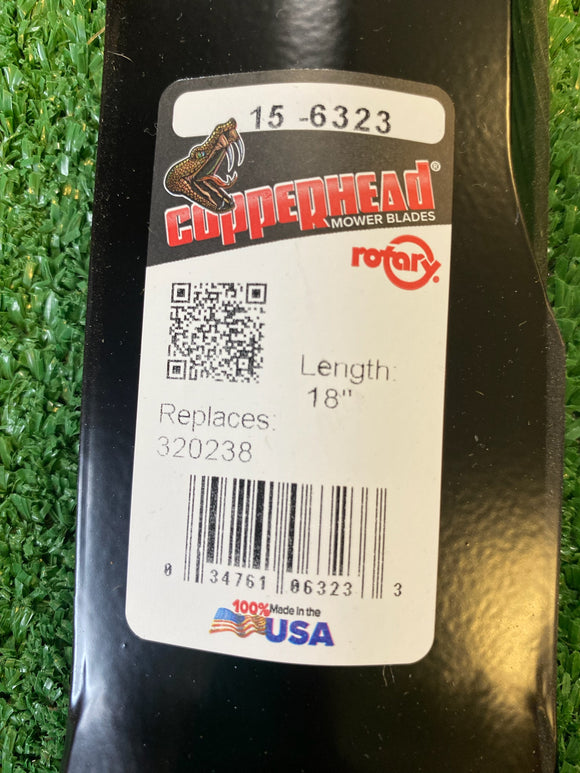 15 -6323
COPPERHEAD®
MOWER BLADES
rotary®
Length:
18"
Replaces:
320238
0 34761 06323 3
100% Made in the
USA